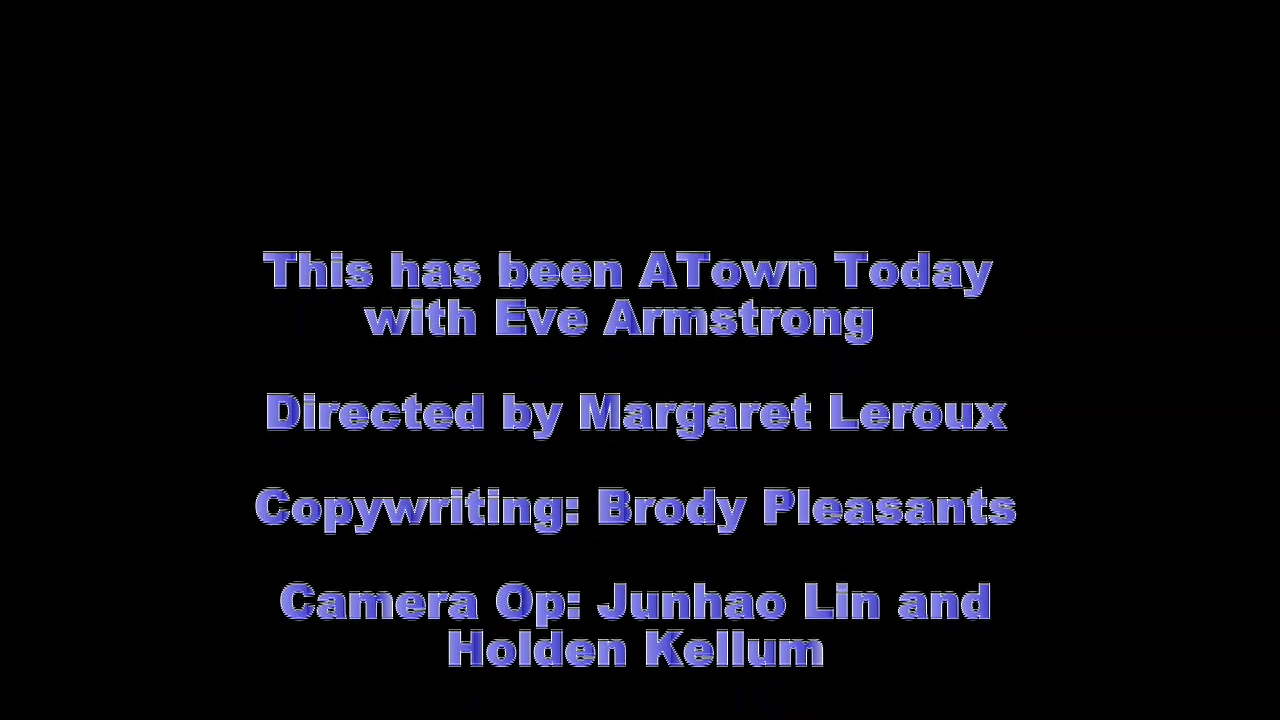 This has been ATown Today
with Eve Armstrong
Directed by Margaret Leroux
Copywriting: Brody Pleasants
Camera Op: Junhao Lin and
Holden Kellum